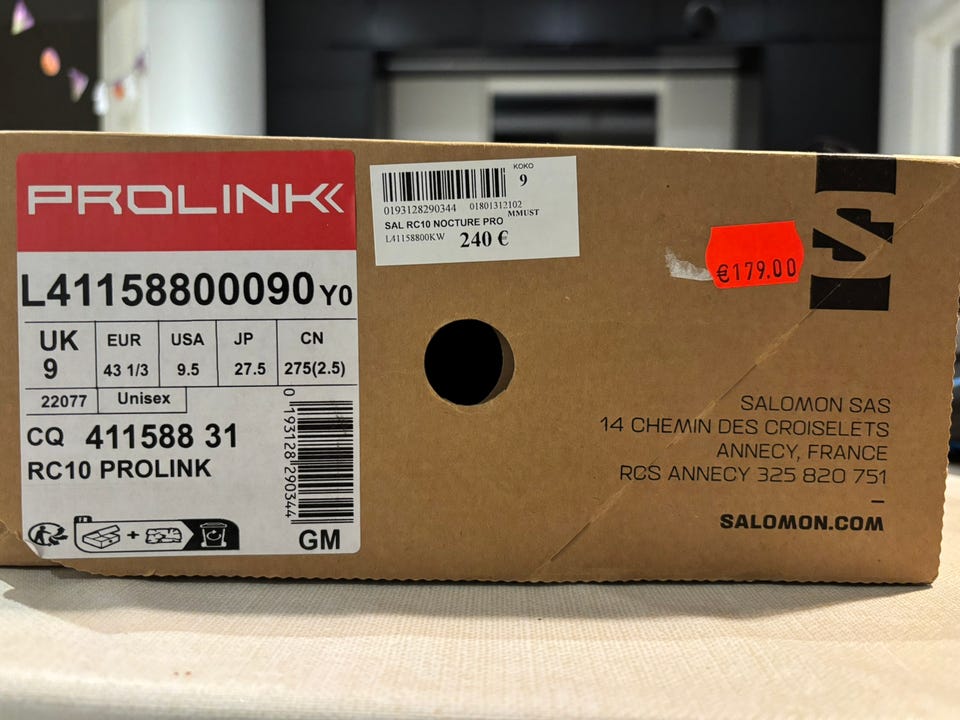 PROLINK
L41158800090 Y0
UK EUR USA JP CN
9 43 1/3 9.5 27.5 275(2.5)
22077 Unisex
CQ 411588 31
RC10 PROLINK
0 193128 290344
GM
KOKO
9
0193128290344 01801312102
MMUST
SAL RC10 NOCTURE PRO
L41158800KW 240 €
€179.00
S
SALOMON SAS
14 CHEMIN DES CROISELETS
ANNECY, FRANCE
RCS ANNECY 325 820 751
–
SALOMON.COM